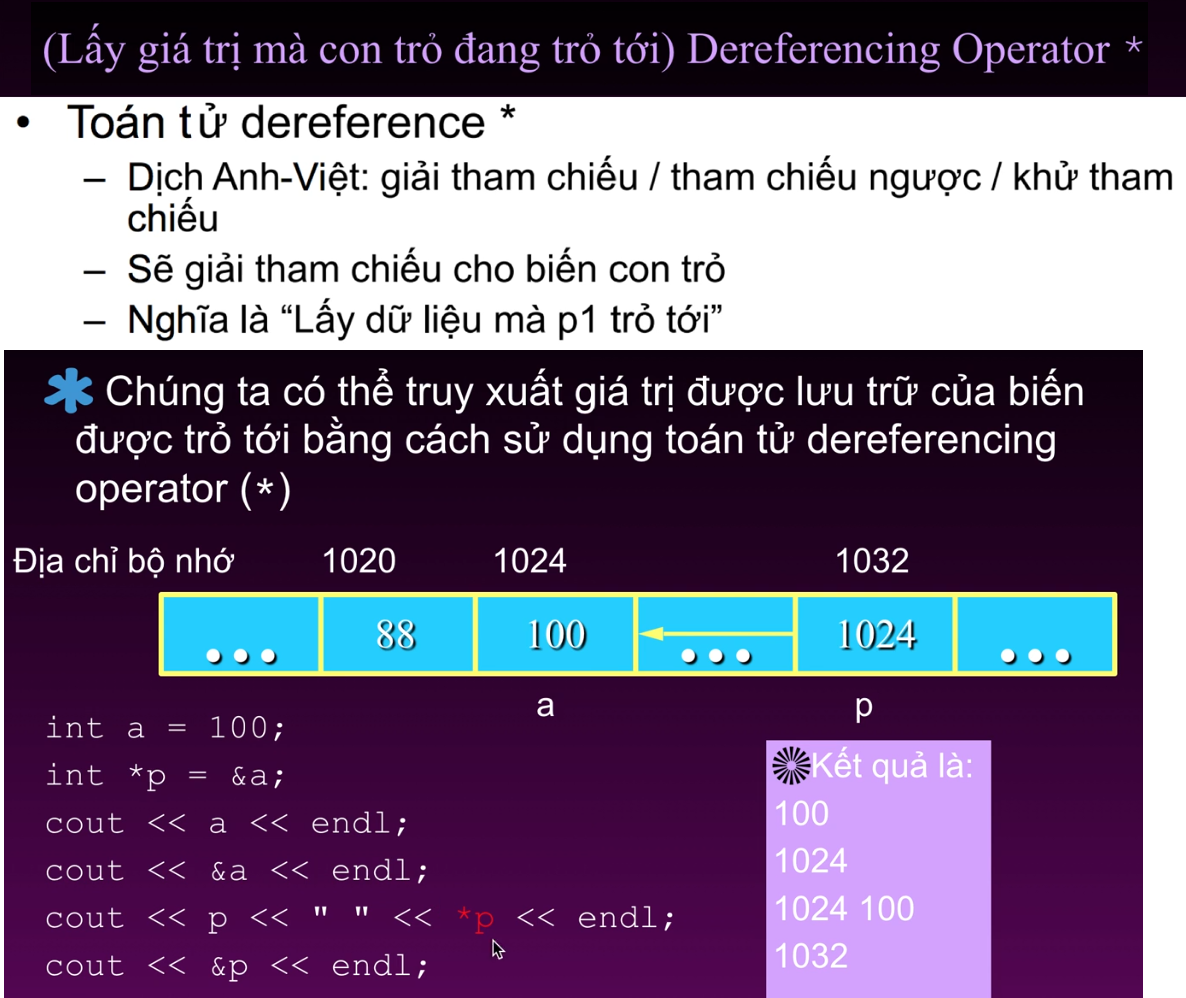 (Lấy giá trị mà con trỏ đang trỏ tới) Dereferencing Operator *
• Toán tử dereference *
– Dịch Anh-Việt: giải tham chiếu / tham chiếu ngược / khử tham
chiếu
– Sẽ giải tham chiếu cho biến con trỏ
– Nghĩa là “Lấy dữ liệu mà p1 trỏ tới”
Chúng ta có thể truy xuất giá trị được lưu trữ của biến
được trỏ tới bằng cách sử dụng toán tử dereferencing
operator (*)
Địa chỉ bộ nhớ 1020 1024 1032
... 88 100 ... 1024 ...
a p
int a = 100;
int *p = &a;
cout << a << endl;
cout << &a << endl;
cout << p << " " << *p << endl;
cout << &p << endl;
Kết quả là:
100
1024
1024 100
1032